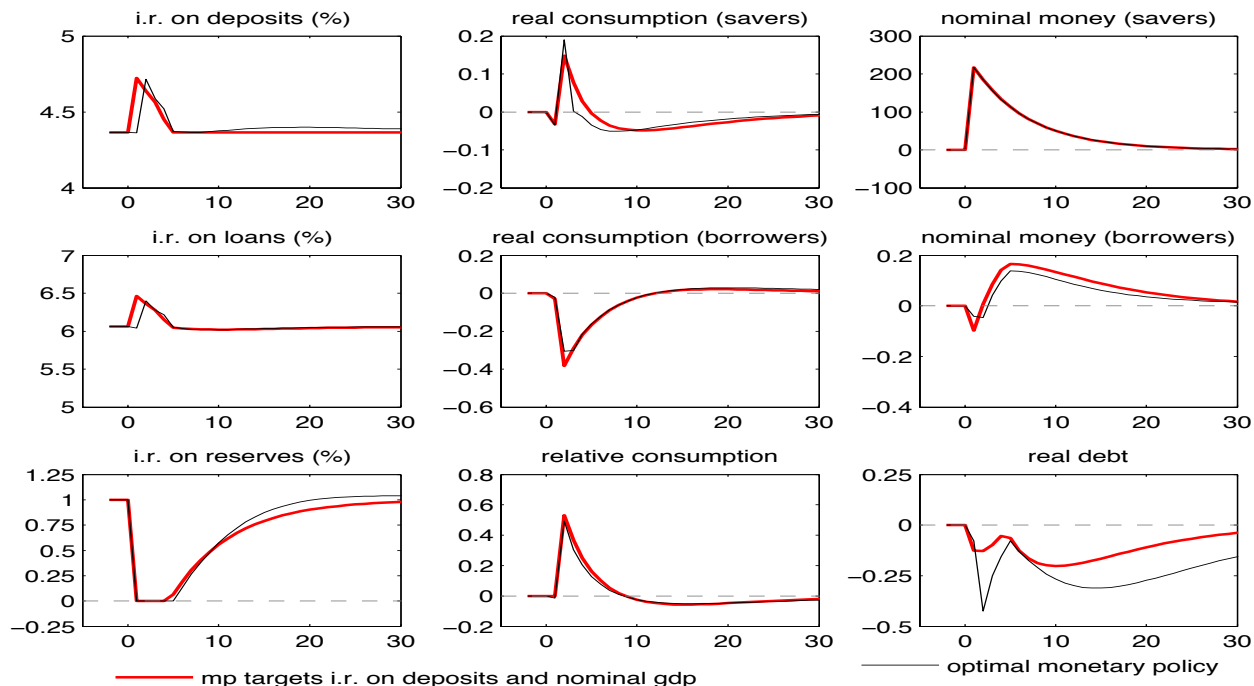 i.r. on deposits (%)
real consumption (savers)
nominal money (savers)
5
4.5
4
0 10 20 30
0.2
0.1
0
−0.1
−0.2
0 10 20 30
300
200
100
0
−100
0 10 20 30
i.r. on loans (%)
real consumption (borrowers)
nominal money (borrowers)
7
6.5
6
5.5
5
0 10 20 30
0.2
0
−0.2
−0.4
−0.6
0 10 20 30
0.2
0
−0.2
−0.4
0 10 20 30
i.r. on reserves (%)
relative consumption
real debt
1.25
1
0.75
0.5
0.25
0
−0.25
0 10 20 30
0.8
0.6
0.4
0.2
0
−0.2
0 10 20 30
0.25
0
−0.25
−0.5
0 10 20 30
mp targets i.r. on deposits and nominal gdp
optimal monetary policy